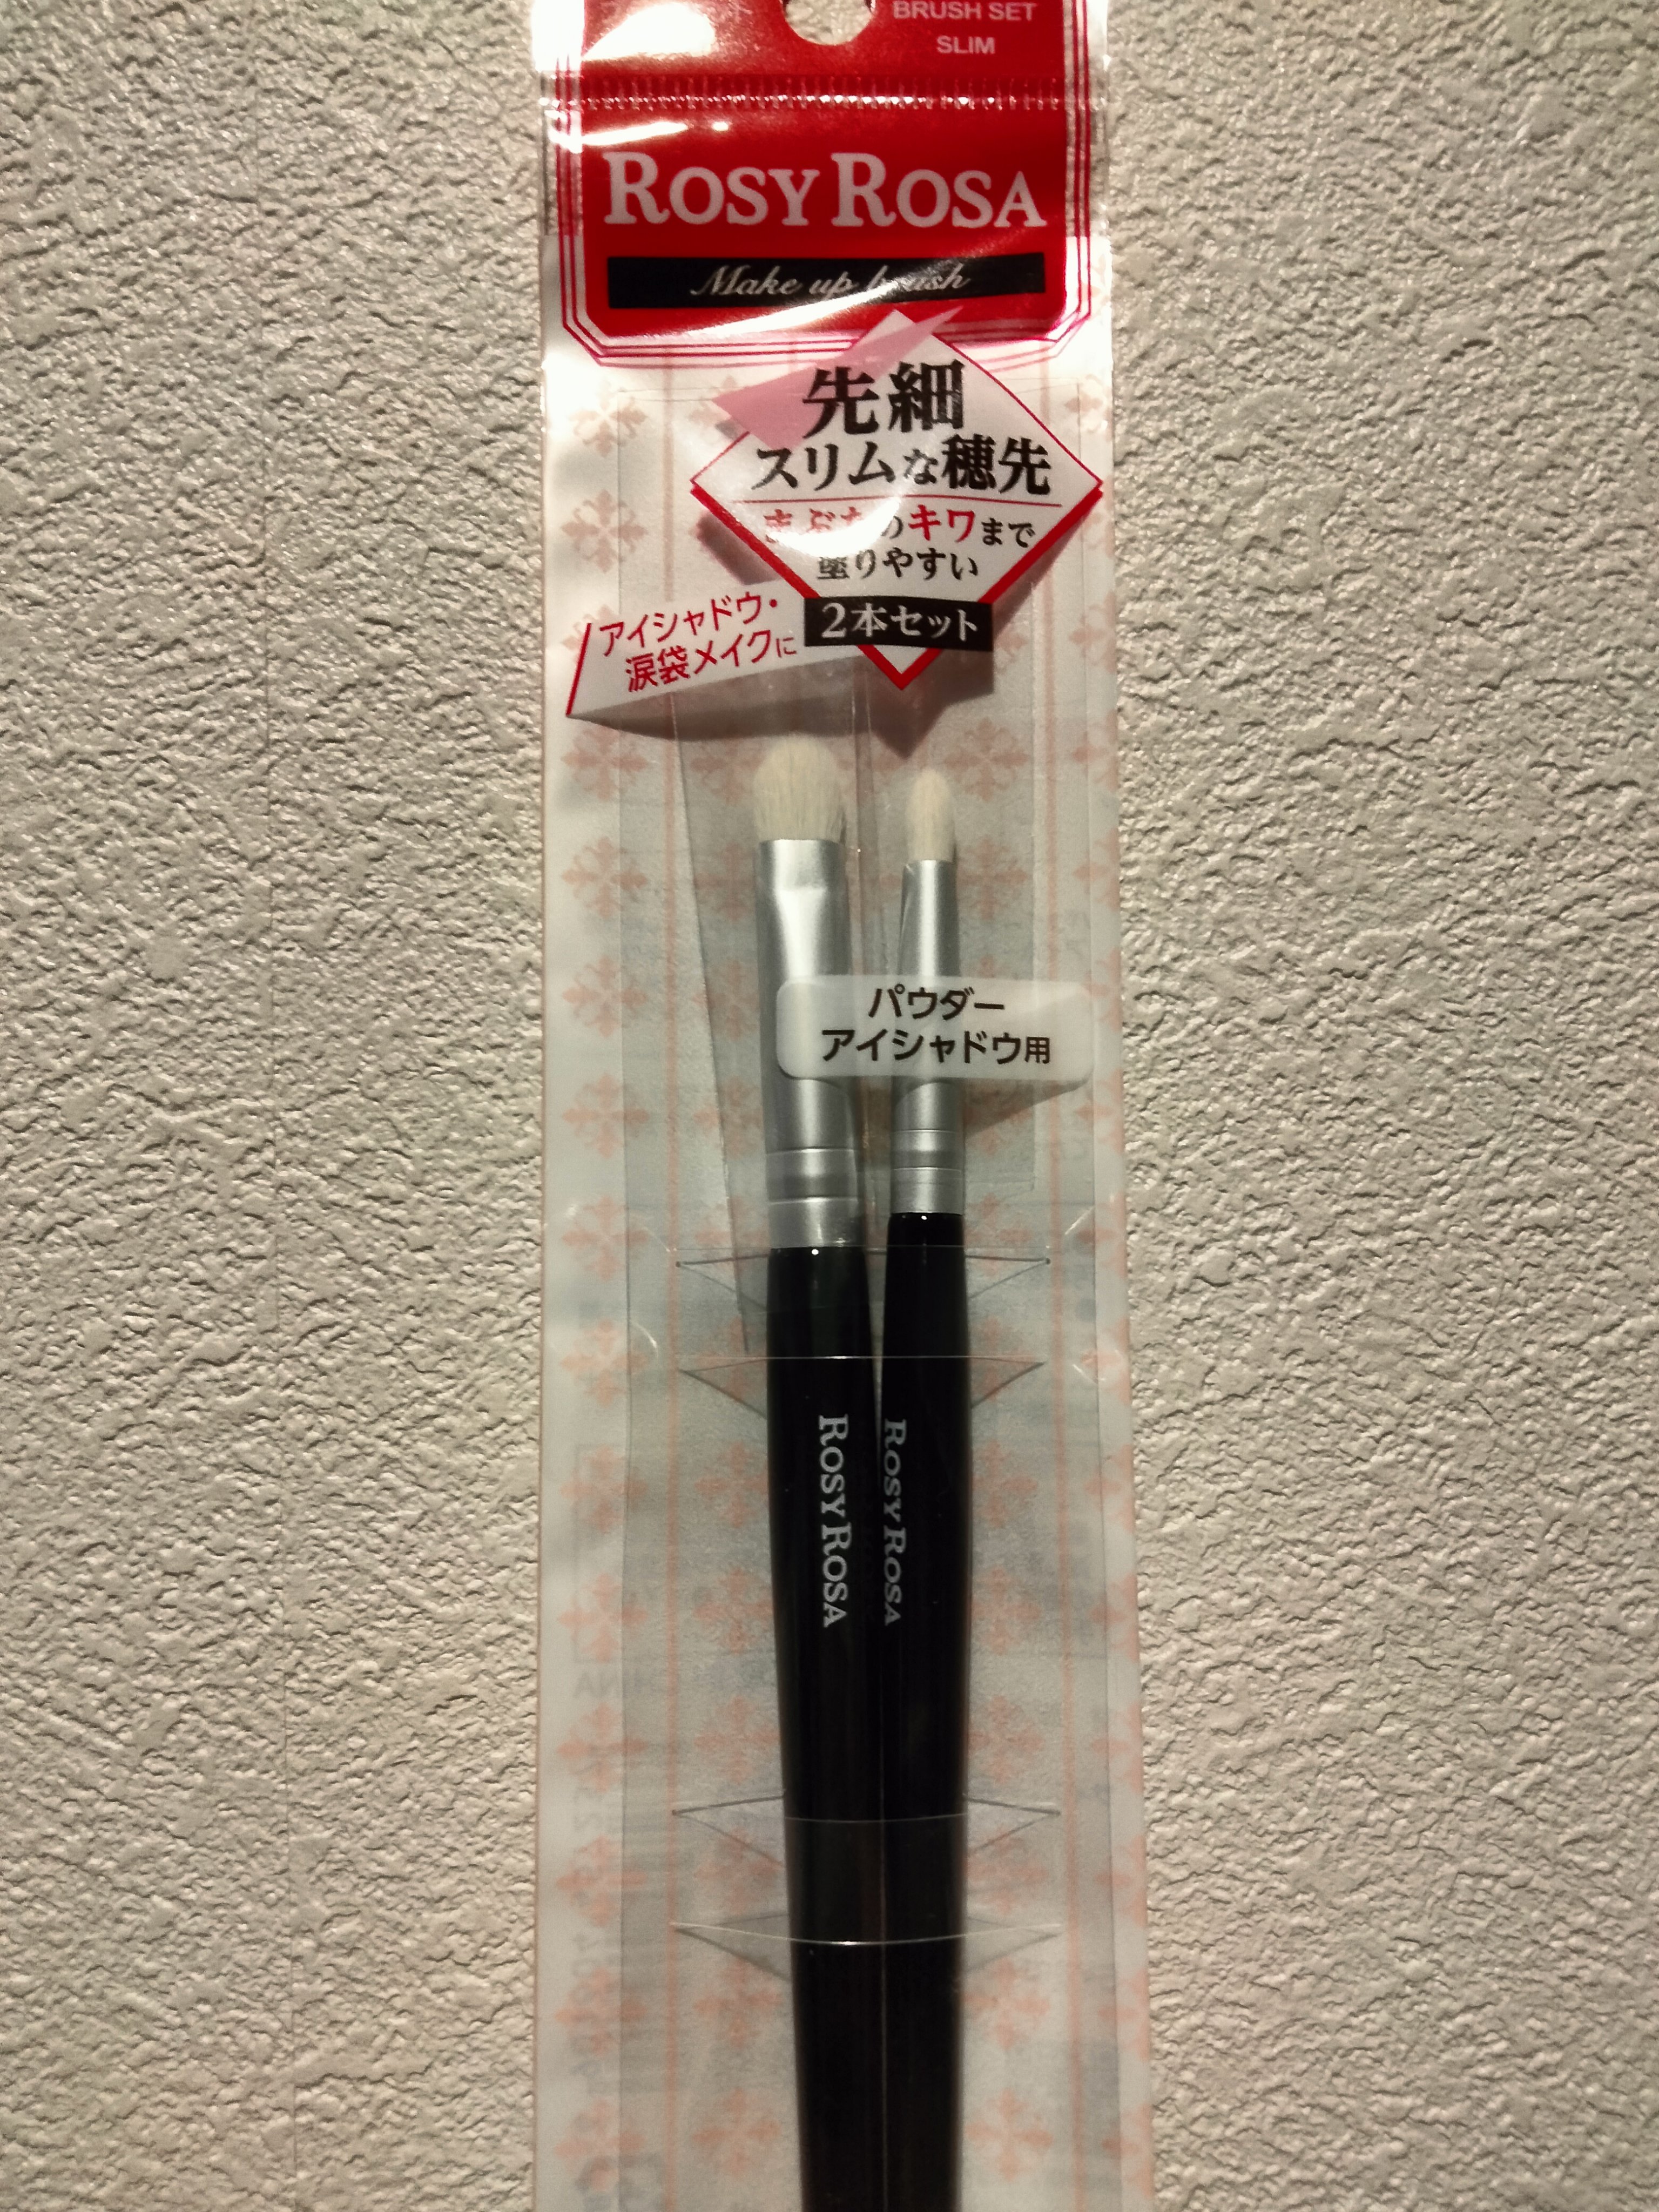 BRUSH SET
SLIM
ROSY ROSA
Make up brush
先細
スリムな穂先
まぶたのキワまで
塗りやすい
2本セット
アイシャドウ・
涙袋メイクに
パウダー
アイシャドウ用
ROSY ROSA
ROSY ROSA